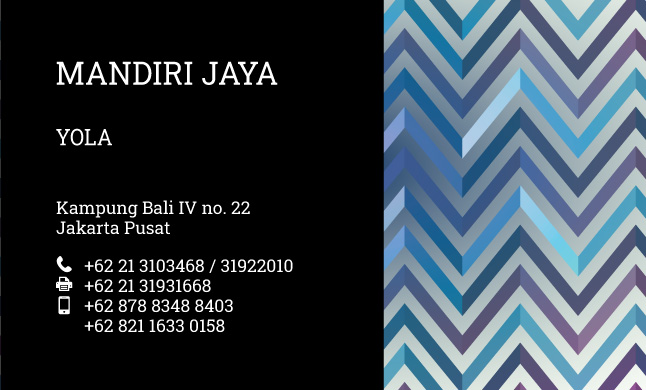 MANDIRI JAYA
YOLA
Kampung Bali IV no. 22
Jakarta Pusat
+62 21 3103468 / 31922010
+62 21 31931668
+62 878 8348 8403
+62 821 1633 0158